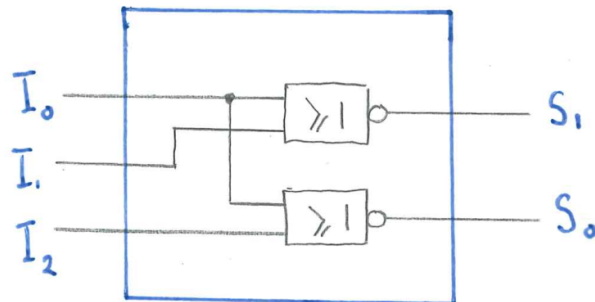 I₀
≥1
S₁
I₁
≥1
S₀
I₂